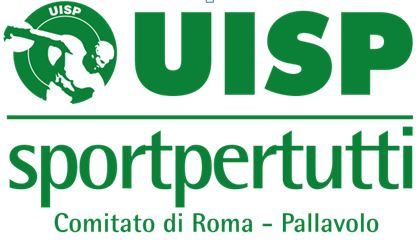 UISP
UISP
sportpertutti
Comitato di Roma - Pallavolo